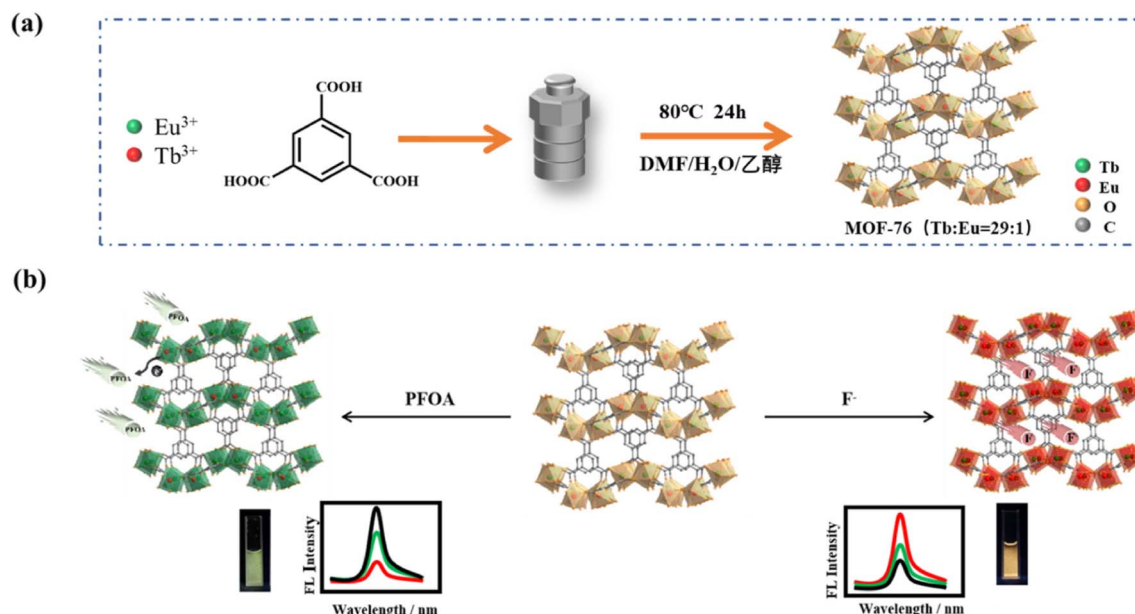 (a)
Eu³⁺
Tb³⁺
COOH
HOOC
COOH
80℃ 24h
DMF/H₂O/乙醇
Tb
Eu
O
C
MOF-76（Tb:Eu=29:1）
(b)
PFOA
PFOA
PFOA
PFOA
F⁻
F
F
F
F
FL Intensity
Wavelength / nm
FL Intensity
Wavelength / nm